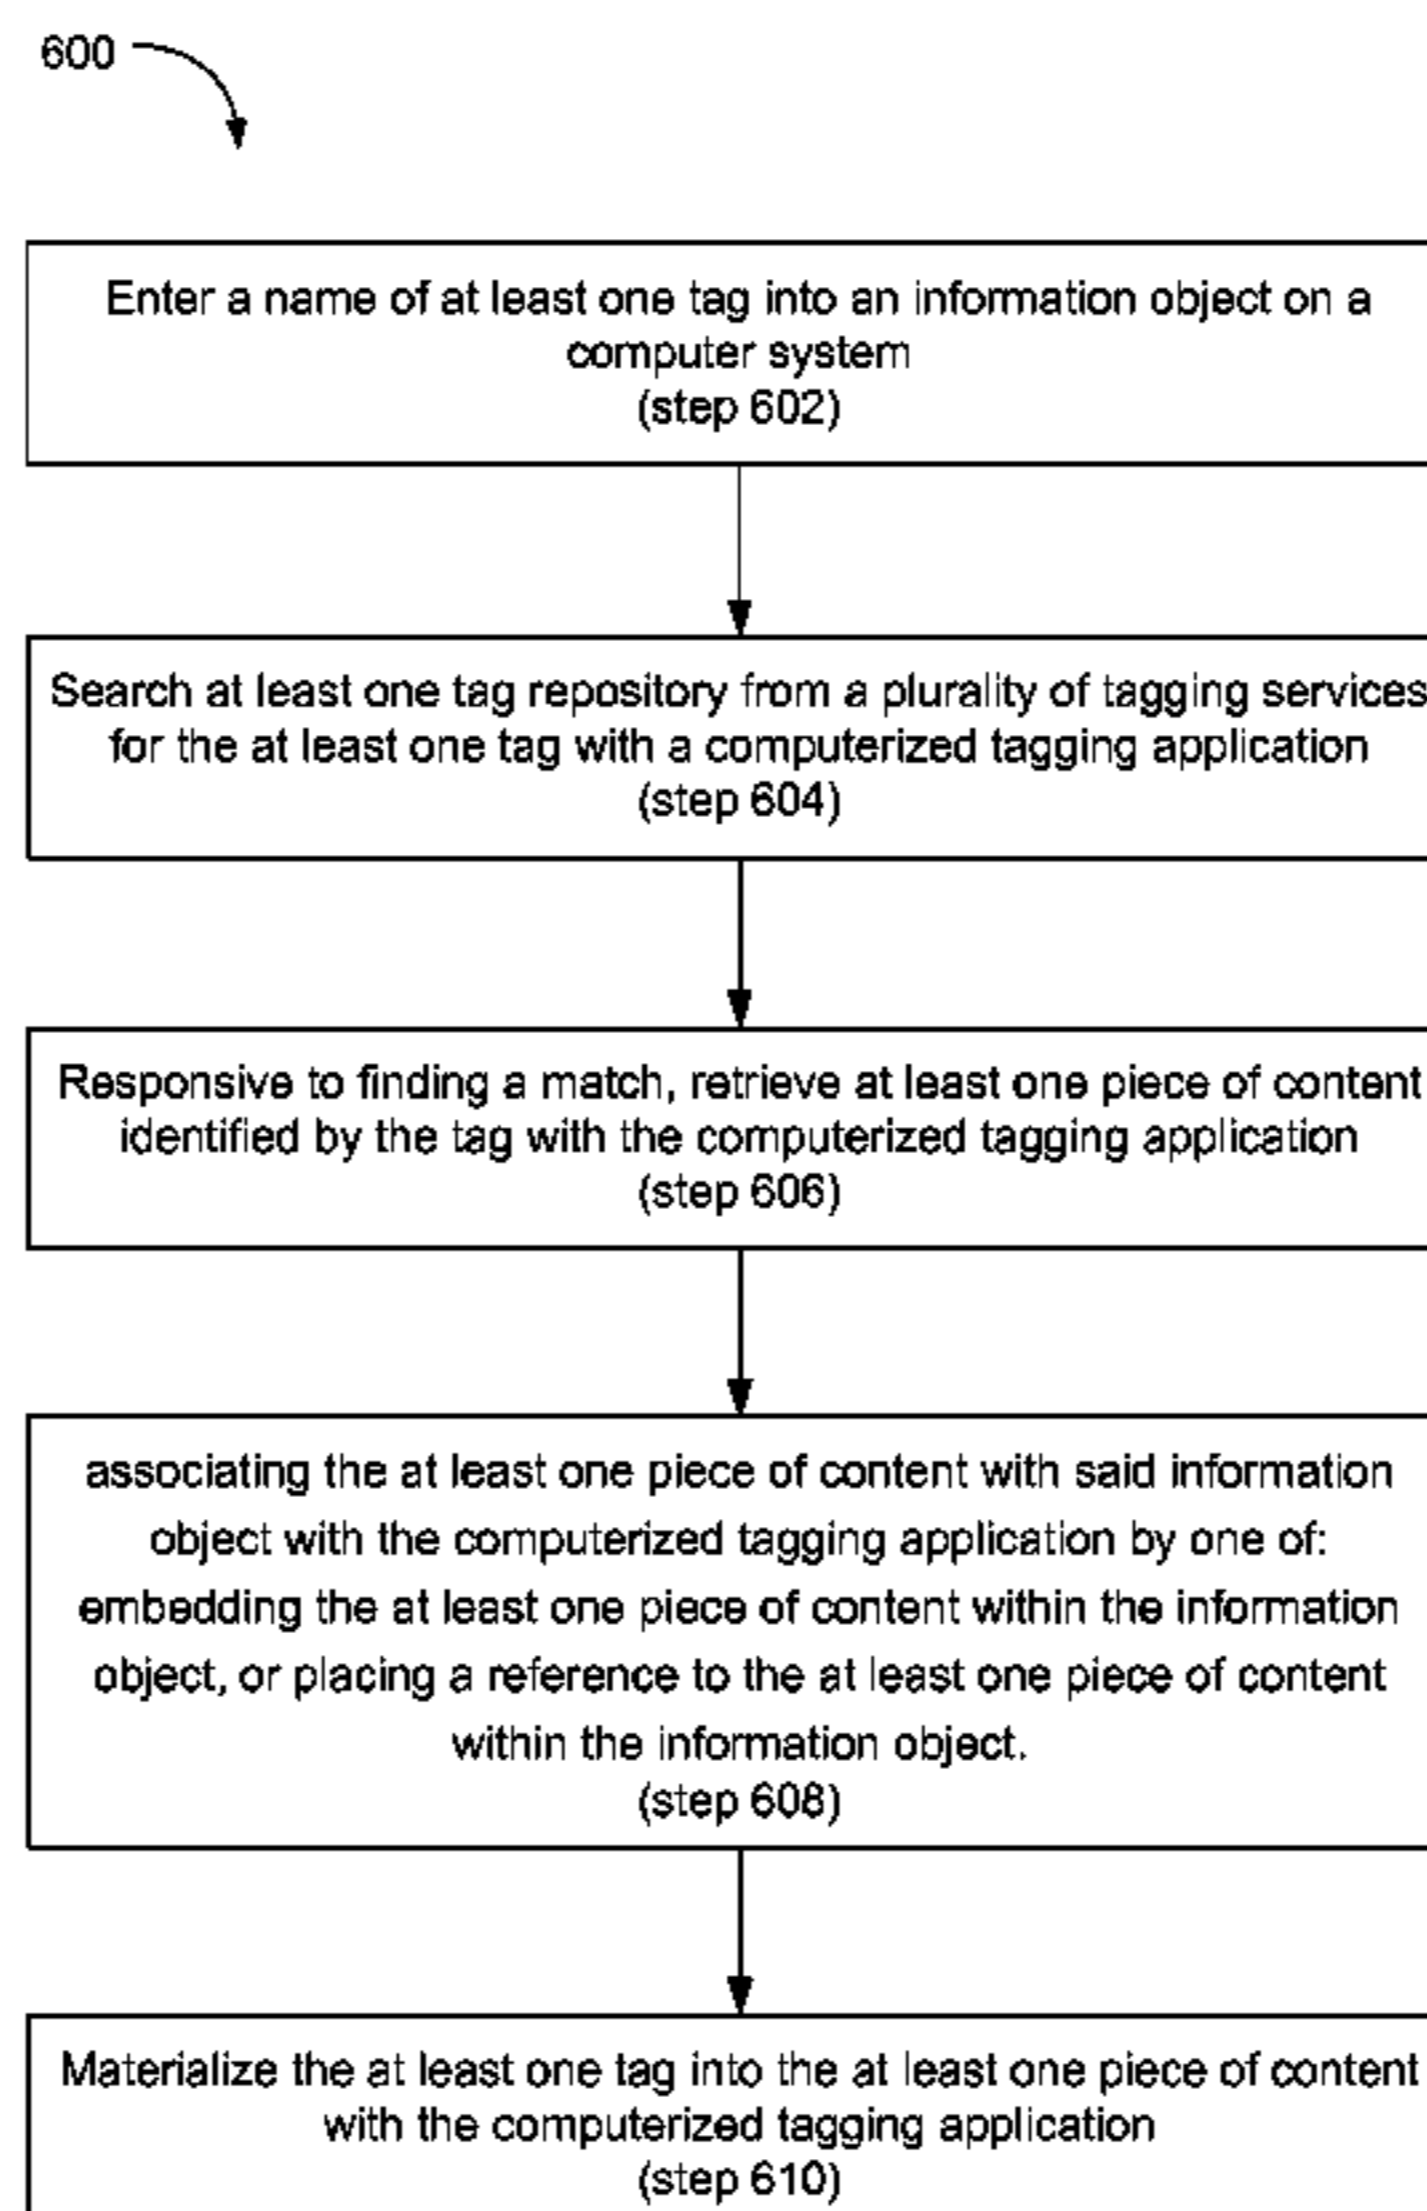 600
Enter a name of at least one tag into an information object on a
computer system
(step 602)
Search at least one tag repository from a plurality of tagging services
for the at least one tag with a computerized tagging application
(step 604)
Responsive to finding a match, retrieve at least one piece of content
identified by the tag with the computerized tagging application
(step 606)
associating the at least one piece of content with said information
object with the computerized tagging application by one of:
embedding the at least one piece of content within the information
object, or placing a reference to the at least one piece of content
within the information object.
(step 608)
Materialize the at least one tag into the at least one piece of content
with the computerized tagging application
(step 610)